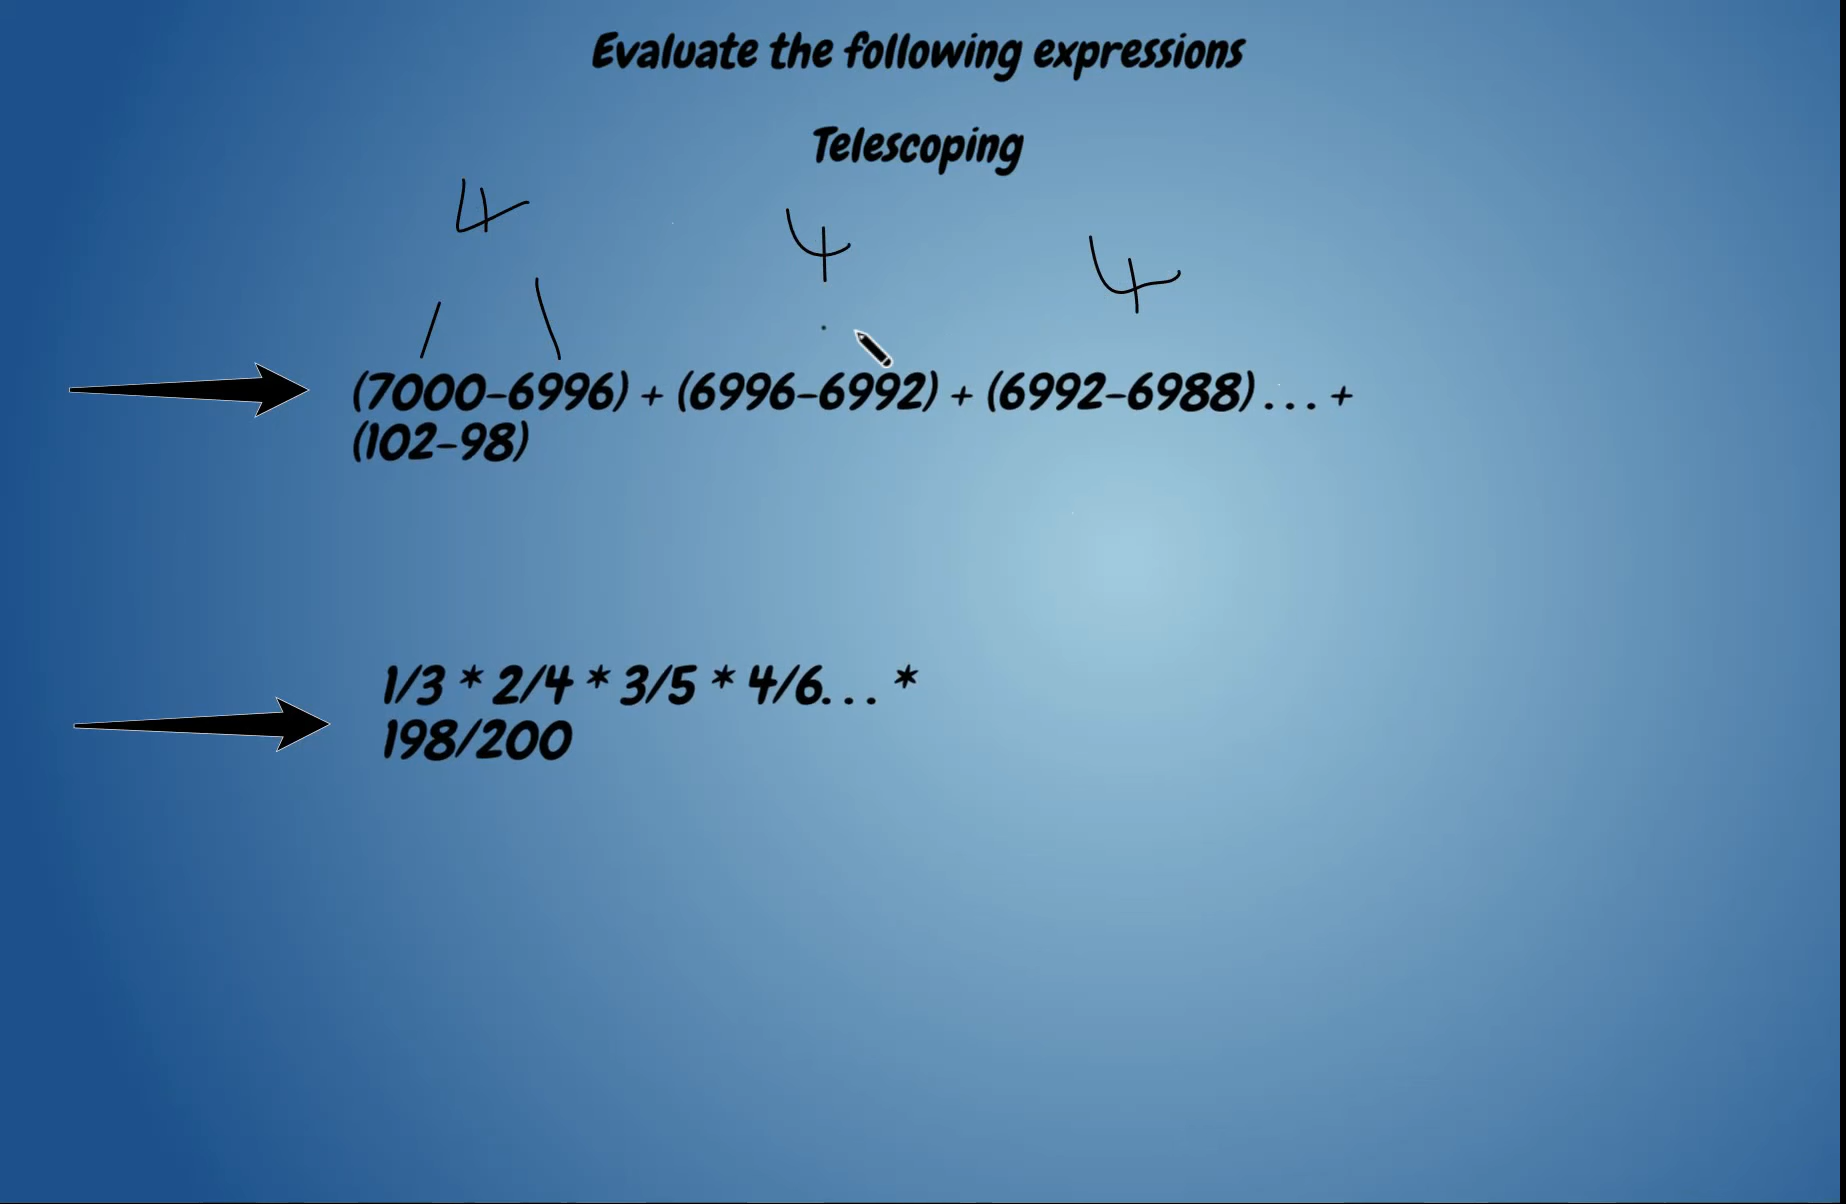 Evaluate the following expressions
Telescoping
4 4 4
(7000-6996) + (6996-6992) + (6992-6988) . . . +
(102-98)
1/3 * 2/4 * 3/5 * 4/6. . . *
198/200